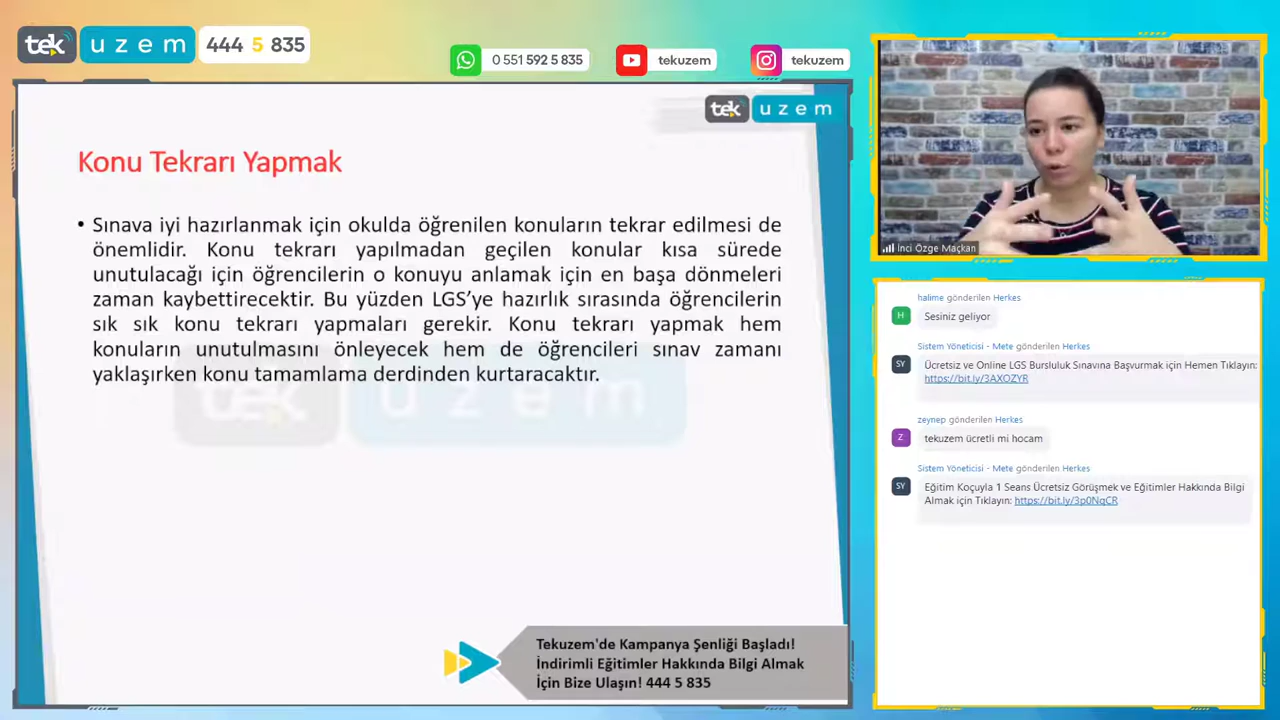 tek uzem 444 5 835
0 551 592 5 835
tekuzem
tekuzem
tek uzem
Konu Tekrarı Yapmak
• Sınava iyi hazırlanmak için okulda öğrenilen konuların tekrar edilmesi de
önemlidir. Konu tekrarı yapılmadan geçilen konular kısa sürede
unutulacağı için öğrencilerin o konuyu anlamak için en başa dönmeleri
zaman kaybettirecektir. Bu yüzden LGS’ye hazırlık sırasında öğrencilerin
sık sık konu tekrarı yapmaları gerekir. Konu tekrarı yapmak hem
konuların unutulmasını önleyecek hem de öğrencileri sınav zamanı
yaklaşırken konu tamamlama derdinden kurtaracaktır.
tek uzem
Tekuzem'de Kampanya Şenliği Başladı!
İndirimli Eğitimler Hakkında Bilgi Almak
İçin Bize Ulaşın! 444 5 835
İnci Özge Maçkan
halime gönderilen Herkes
H Sesiniz geliyor
Sistem Yöneticisi - Mete gönderilen Herkes
SY Ücretsiz ve Online LGS Bursluluk Sınavına Başvurmak için Hemen Tıklayın:
https://bit.ly/3AXOZYR
zeynep gönderilen Herkes
Z tekuzem ücretli mi hocam
Sistem Yöneticisi - Mete gönderilen Herkes
SY Eğitim Koçuyla 1 Seans Ücretsiz Görüşmek ve Eğitimler Hakkında Bilgi
Almak için Tıklayın: https://bit.ly/3p0NqCR